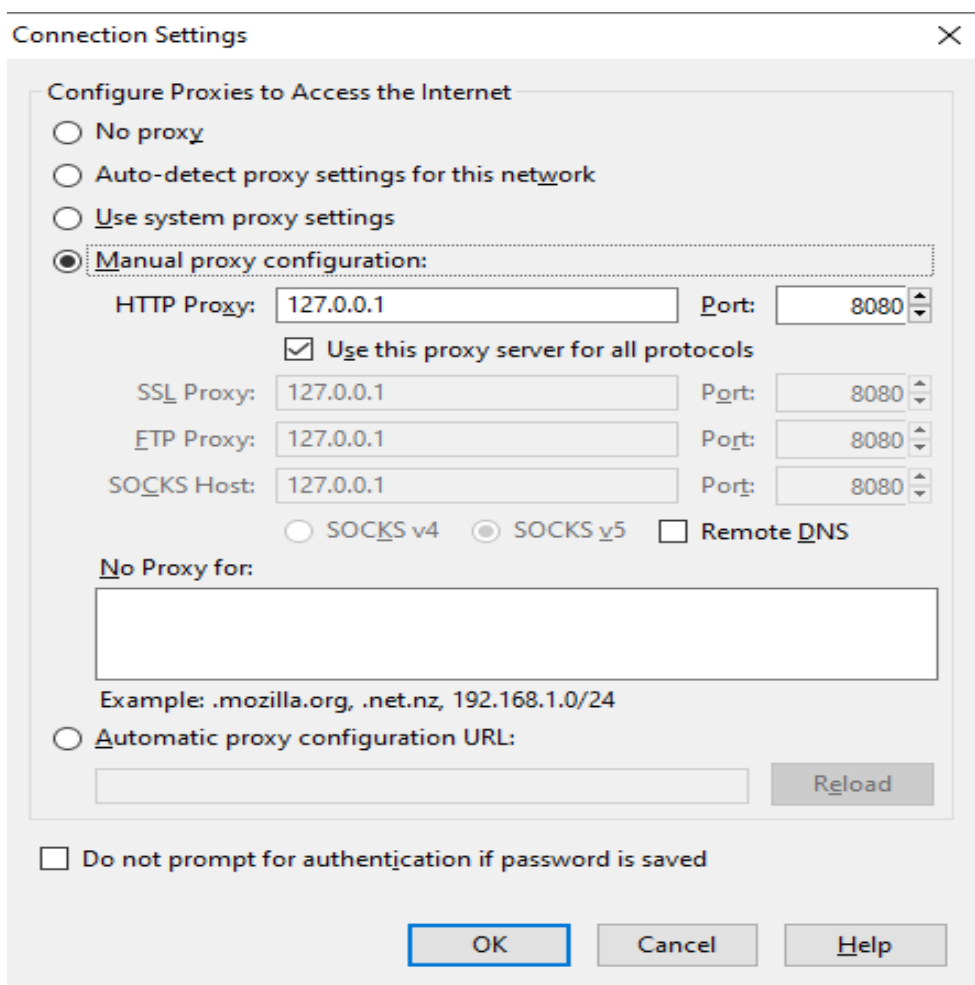 Connection Settings
Configure Proxies to Access the Internet
No proxy
Auto-detect proxy settings for this network
Use system proxy settings
Manual proxy configuration:
HTTP Proxy: 127.0.0.1 Port: 8080
Use this proxy server for all protocols
SSL Proxy: 127.0.0.1 Port: 8080
FTP Proxy: 127.0.0.1 Port: 8080
SOCKS Host: 127.0.0.1 Port: 8080
SOCKS v4 SOCKS v5 Remote DNS
No Proxy for:
Example: .mozilla.org, .net.nz, 192.168.1.0/24
Automatic proxy configuration URL:
Reload
Do not prompt for authentication if password is saved
OK Cancel Help